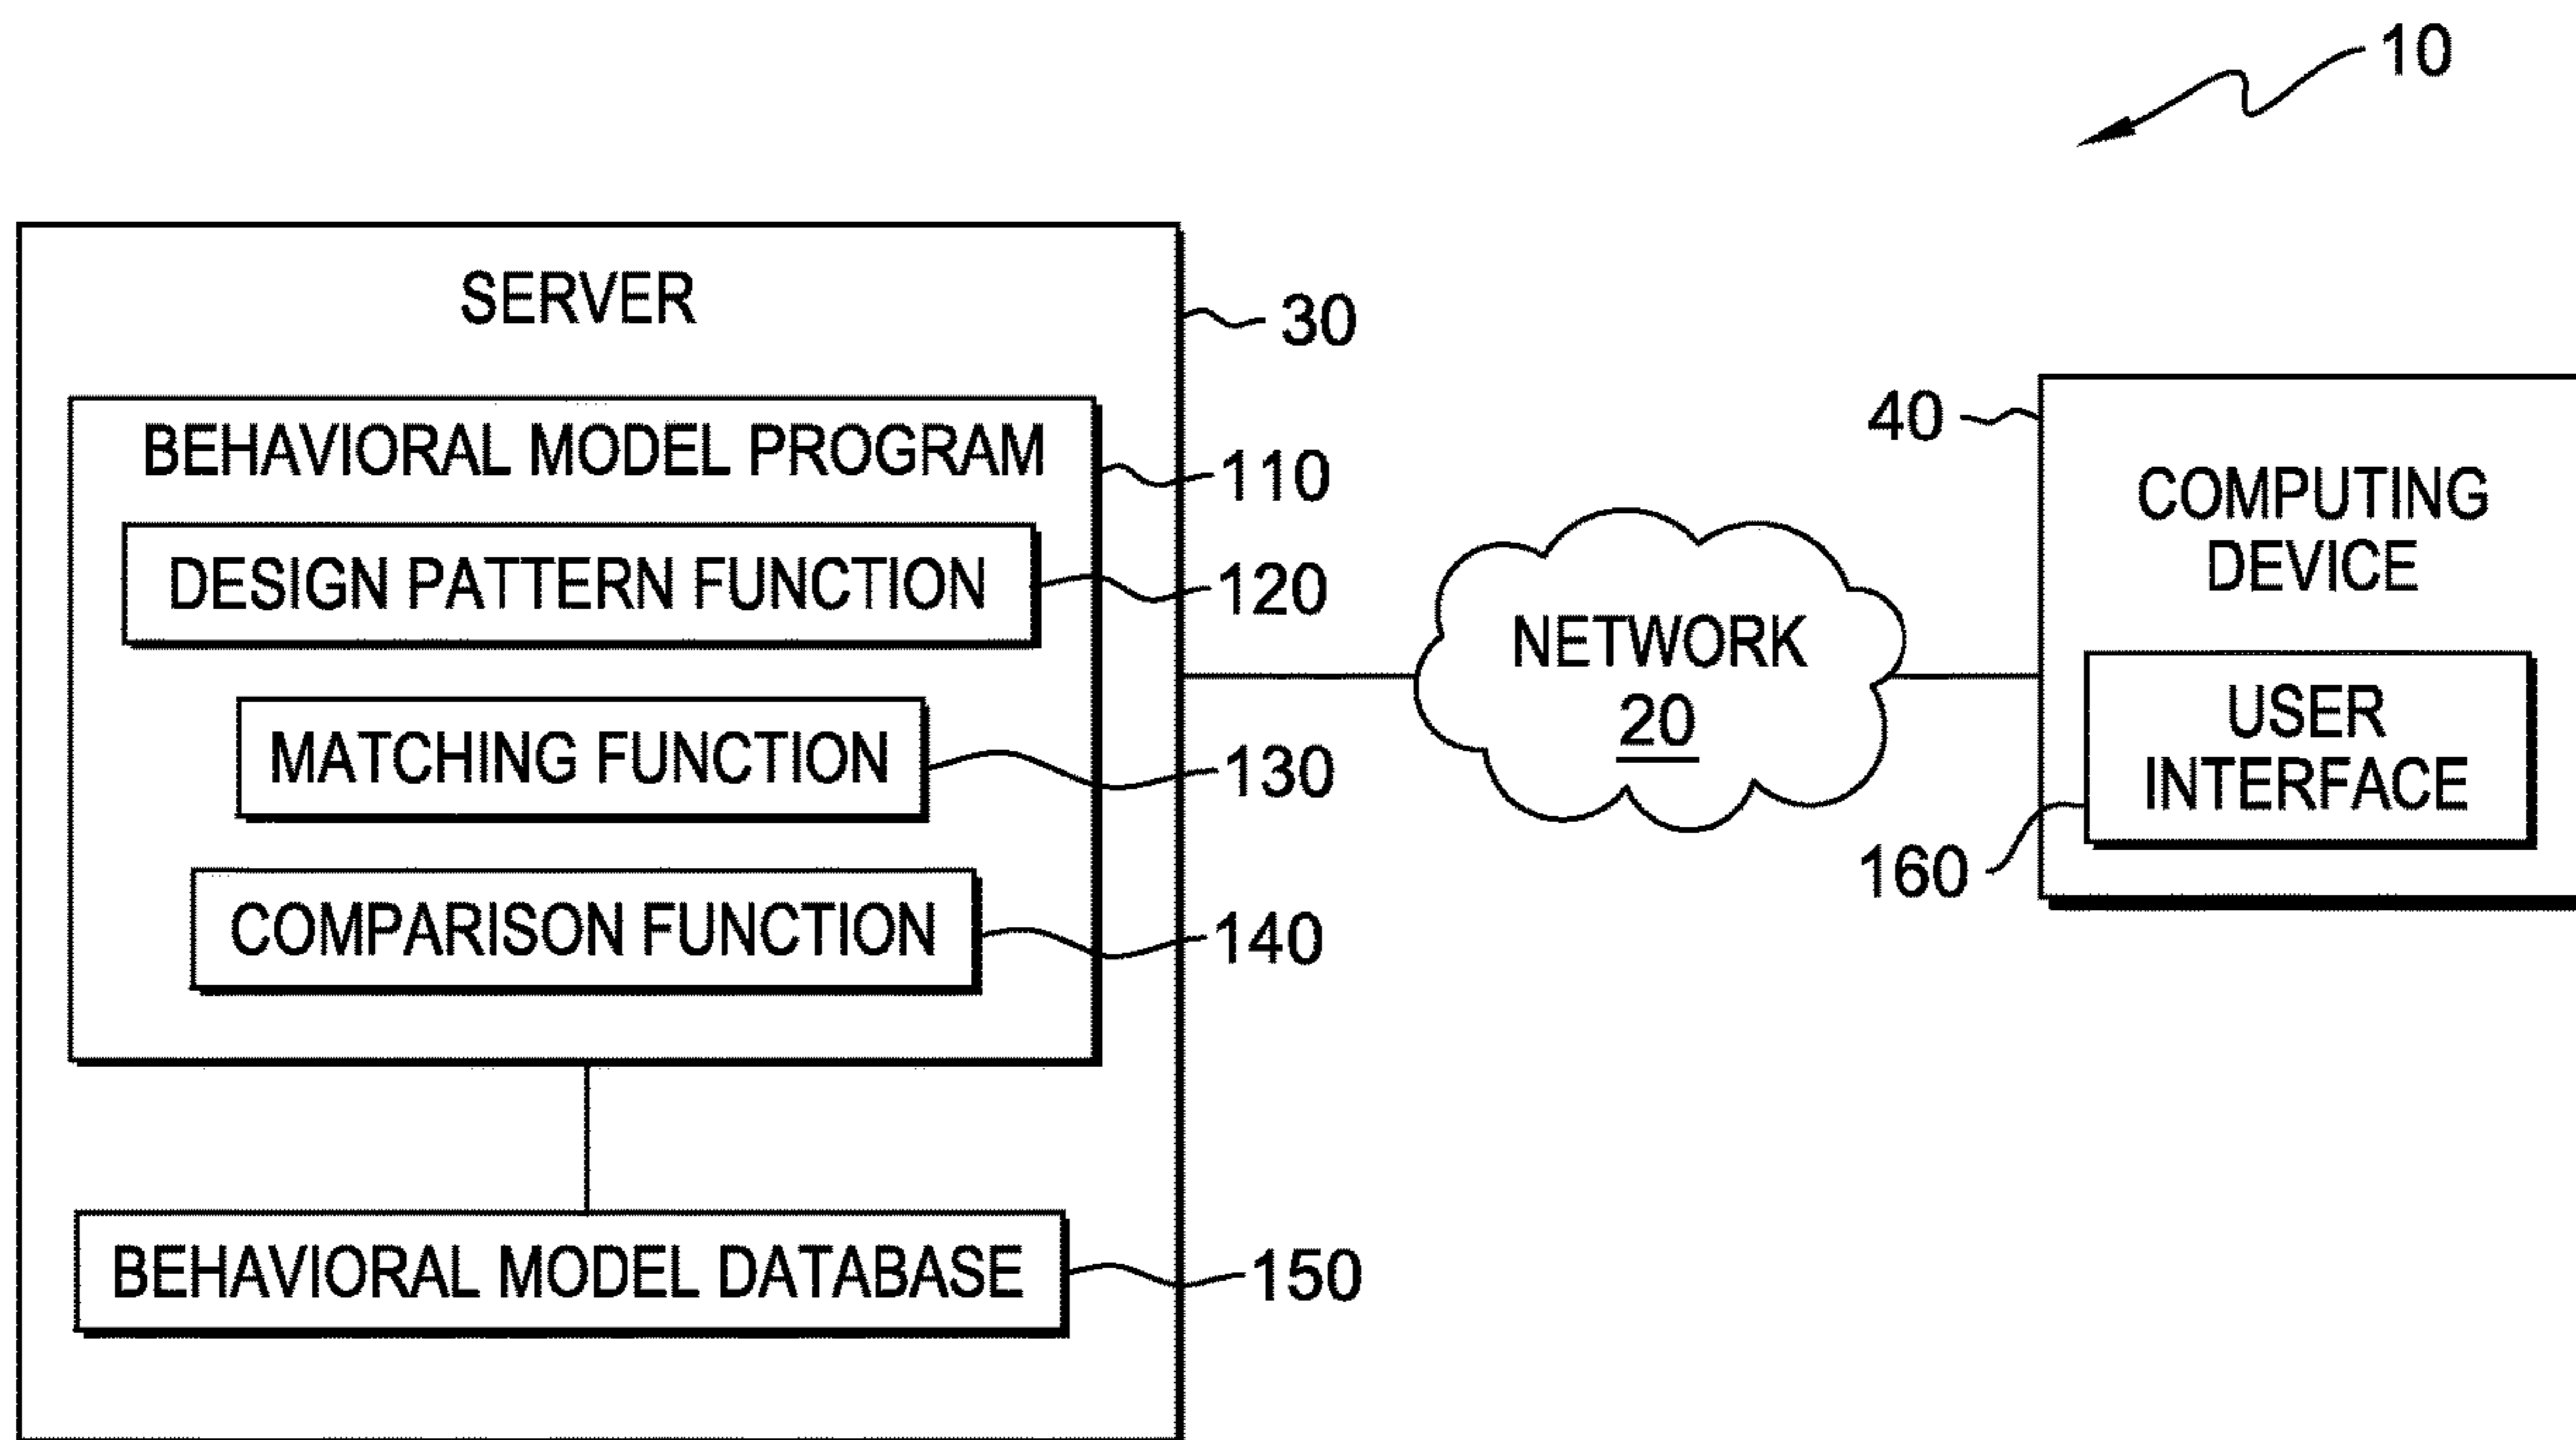 10
SERVER
30
BEHAVIORAL MODEL PROGRAM
110
DESIGN PATTERN FUNCTION
120
MATCHING FUNCTION
130
COMPARISON FUNCTION
140
BEHAVIORAL MODEL DATABASE
150
NETWORK
20
40
COMPUTING
DEVICE
USER
INTERFACE
160